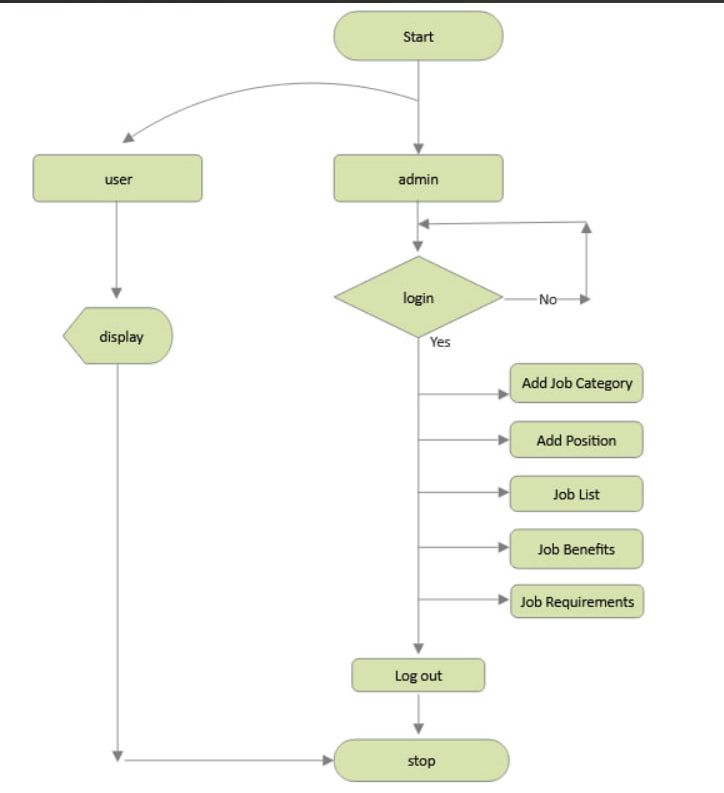 Start
user
admin
login
No
display
Yes
Add Job Category
Add Position
Job List
Job Benefits
Job Requirements
Log out
stop